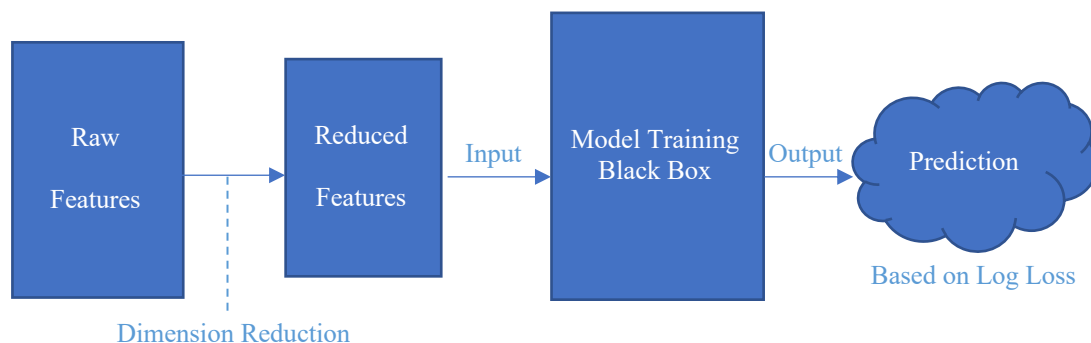 Raw
Features
Dimension Reduction
Reduced
Features
Input
Model Training
Black Box
Output
Prediction
Based on Log Loss